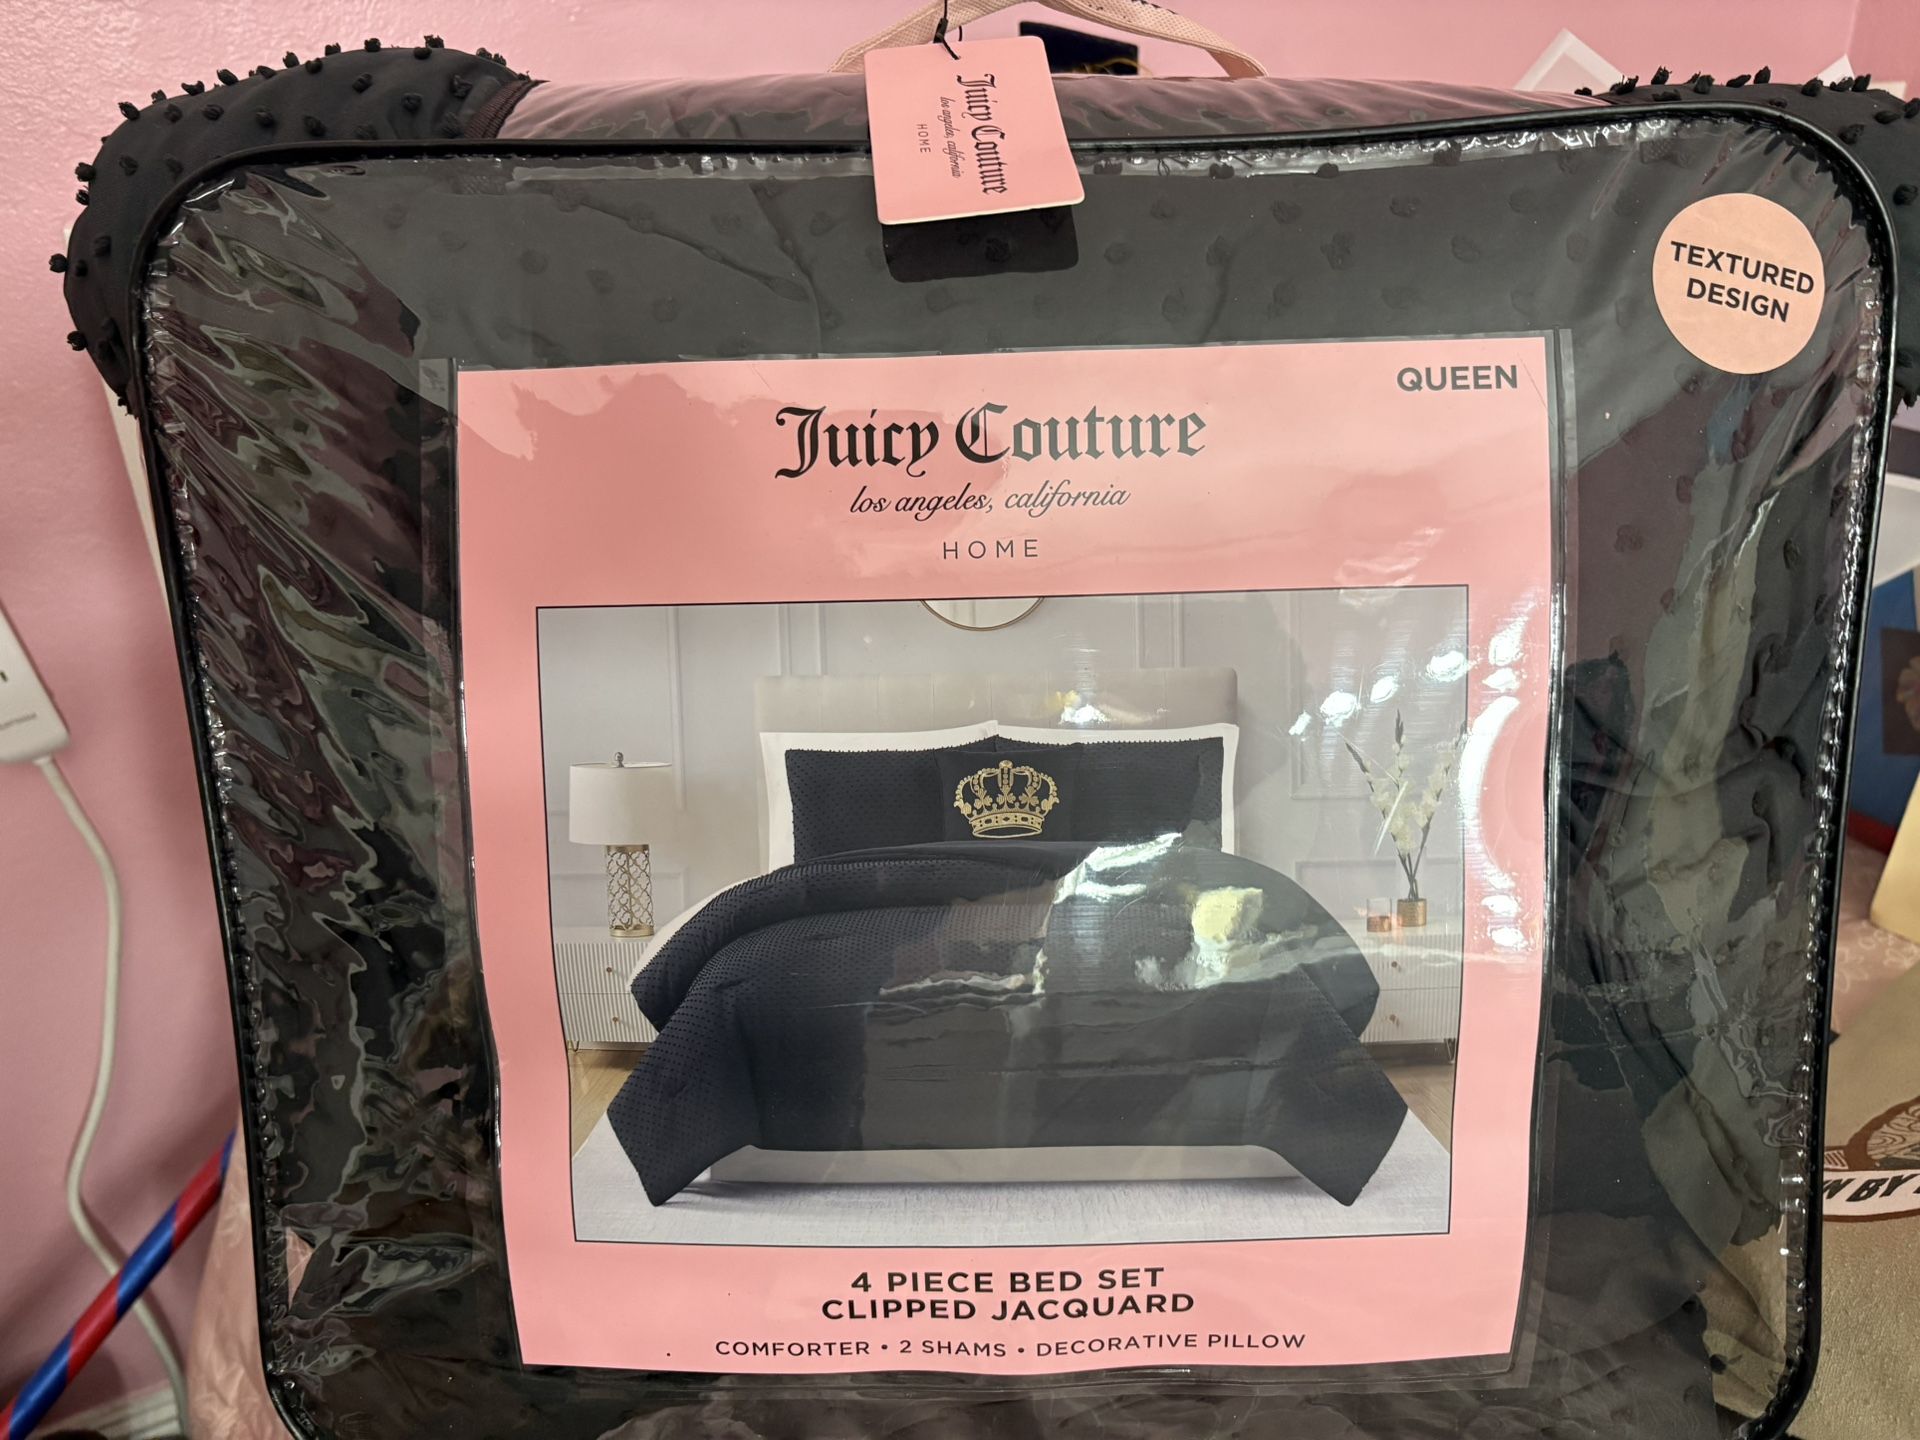 Juicy Couture
los angeles, california
HOME
TEXTURED
DESIGN
QUEEN
Juicy Couture
los angeles, california
HOME
4 PIECE BED SET
CLIPPED JACQUARD
COMFORTER • 2 SHAMS • DECORATIVE PILLOW
BY